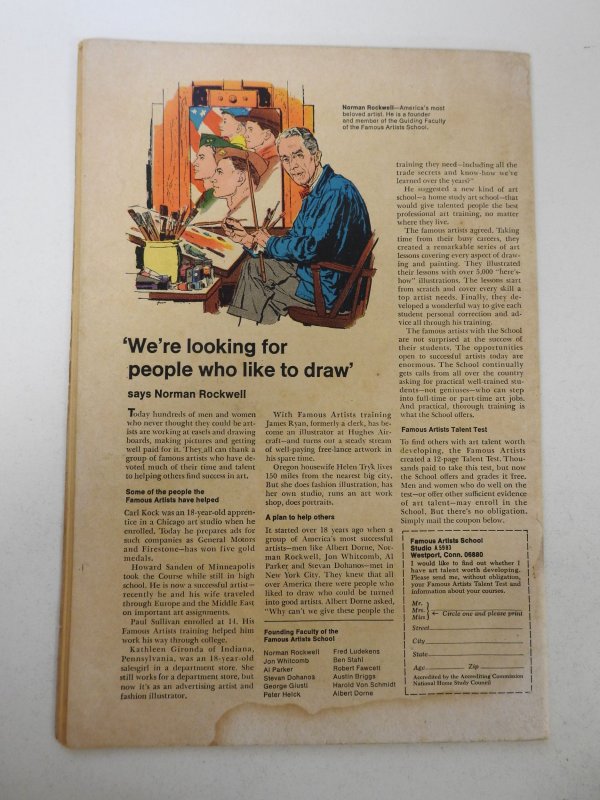 Norman Rockwell—America's most
beloved artist. He is a founder
and member of the Guiding Faculty
of the Famous Artists School.
'We're looking for
people who like to draw'
says Norman Rockwell
Today hundreds of men and women
who never thought they could be art-
ists are working at easels and drawing
boards, making pictures and getting
well paid for it. They all can thank a
group of famous artists who have de-
voted much of their time and talent
to helping others find success in art.
Some of the people the
Famous Artists have helped
Carl Kock was an 18-year-old appren-
tice in a Chicago art studio when he
enrolled. Today he prepares ads for
such companies as General Motors
and Firestone—has won five gold
medals.
Howard Sanden of Minneapolis
took the Course while still in high
school. He is now a successful artist—
recently he and his wife traveled
through Europe and the Middle East
on important art assignments.
Paul Sullivan enrolled at 14. His
Famous Artists training helped him
work his way through college.
Kathleen Gironda of Indiana,
Pennsylvania, was an 18-year-old
salesgirl in a department store. She
still works for a department store, but
now it's as an advertising artist and
fashion illustrator.
With Famous Artists training
James Ryan, formerly a clerk, has be-
come an illustrator at Hughes Air-
craft—and turns out a steady stream
of well-paying free-lance artwork in
his spare time.
Oregon housewife Helen Tryk lives
150 miles from the nearest big city.
But she does fashion illustration, has
her own studio, runs an art work
shop, does portraits.
A plan to help others
It started over 18 years ago when a
group of America's most successful
artists—men like Albert Dorne, Nor-
man Rockwell, Jon Whitcomb, Al
Parker, and Stevan Dohanos—met in
New York City. They knew that all
over America there were people who
liked to draw who could be turned
into good artists. Albert Dorne asked,
"Why can't we give these people the
Founding Faculty of the
Famous Artists School
Norman Rockwell
Jon Whitcomb
Al Parker
Stevan Dohanos
George Giusti
Peter Helck
Fred Ludekens
Ben Stahl
Robert Fawcett
Austin Briggs
Harold Von Schmidt
Albert Dorne
training they need—including all the
trade secrets and know-how we've
learned over the years?"
He suggested a new kind of art
school—a home study art school—that
would give talented people the best
professional art training, no matter
where they live.
The famous artists agreed. Taking
time from their busy careers, they
created a remarkable series of art
lessons covering every aspect of draw-
ing and painting. They illustrated
their lessons with over 5,000 "here's-
how" illustrations. The lessons start
from scratch and cover every skill a
top artist needs. Finally, they de-
veloped a wonderful way to give each
student personal correction and ad-
vice all through his training.
The famous artists with the School
are not surprised at the success of
their students. The opportunities
open to successful artists today are
enormous. The School continually
gets calls from all over the country
asking for practical well-trained stu-
dents—not geniuses—who can step
into full-time or part-time art jobs.
And practical, thorough training is
what the School offers.
Famous Artists Talent Test
To find others with art talent worth
developing, the Famous Artists
created a 12-page Talent Test. Thou-
sands paid to take this test, but now
the School offers and grades it free.
Men and women who do well on the
test—or offer other sufficient evidence
of art talent—may enroll in the
School. But there's no obligation.
Simply mail the coupon below.
Famous Artists School
Studio A5983
Westport, Conn. 06880
I would like to find out whether I
have art talent worth developing.
Please send me, without obligation,
your Famous Artists Talent Test and
information about your courses.
Mr.
Mrs. ← Circle one and please print
Miss
Street
City
State
Age Zip
Accredited by the Accrediting Commission
National Home Study Council